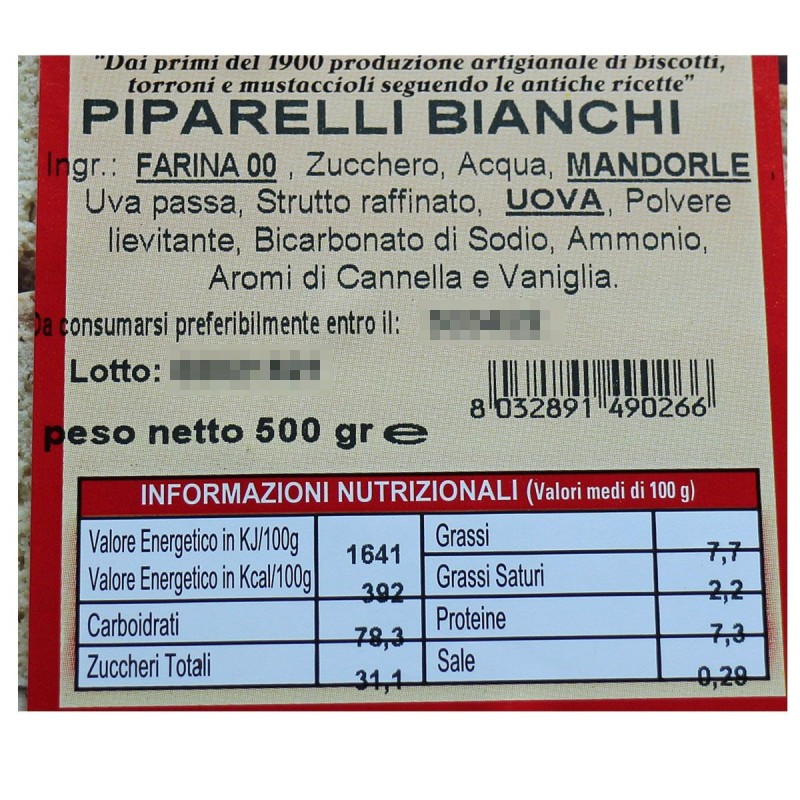 "Dai primi del 1900 produzione artigianale di biscotti,
torroni e mustaccioli seguendo le antiche ricette"
PIPARELLI BIANCHI
Ingr.: FARINA 00 , Zucchero, Acqua, MANDORLE ,
Uva passa, Strutto raffinato, UOVA, Polvere
lievitante, Bicarbonato di Sodio, Ammonio,
Aromi di Cannella e Vaniglia.
Da consumarsi preferibilmente entro il:
Lotto:
8 032891 490266
peso netto 500 gr e
INFORMAZIONI NUTRIZIONALI (Valori medi di 100 g)
Valore Energetico in KJ/100g 1641
Valore Energetico in Kcal/100g 392
Carboidrati 78,3
Zuccheri Totali 31,1
Grassi 7,7
Grassi Saturi 2,2
Proteine 7,3
Sale 0,29